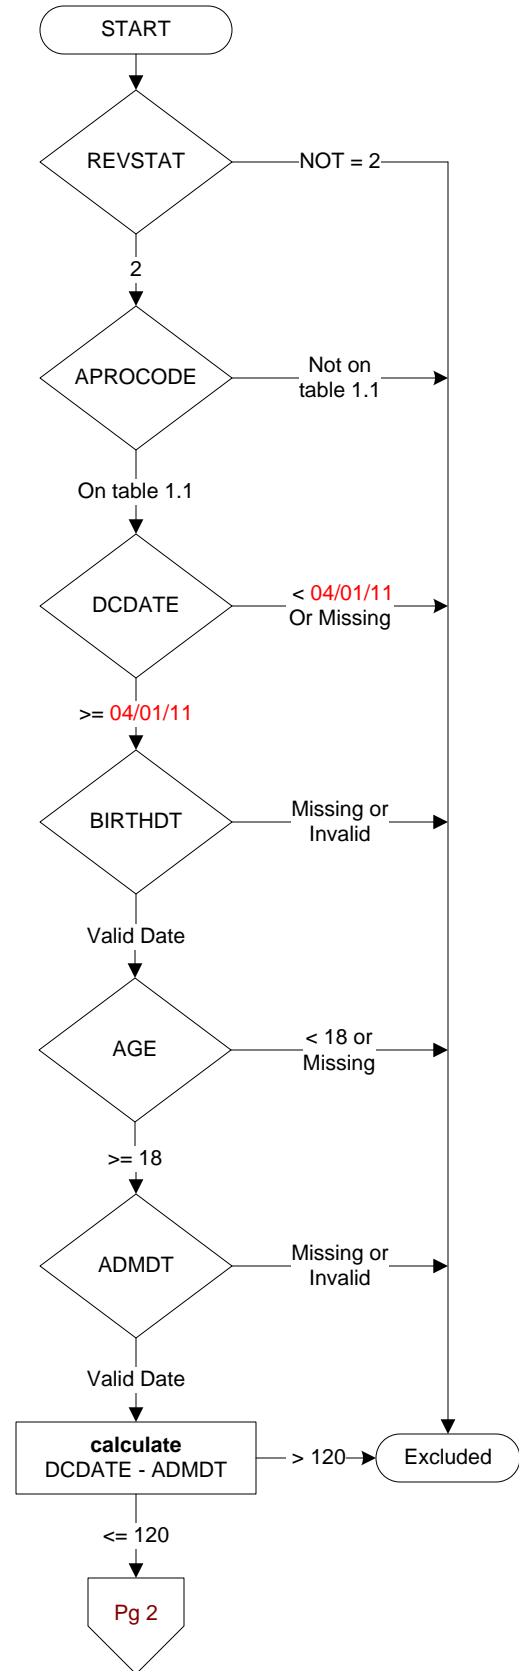 START
REVSTAT
NOT = 2
2
APROCODE
Not on
table 1.1
On table 1.1
DCDATE
< 04/01/11
Or Missing
>= 04/01/11
BIRTHDT
Missing or
Invalid
Valid Date
AGE
< 18 or
Missing
>= 18
ADMDT
Missing or
Invalid
Valid Date
calculate
DCDATE - ADMDT
> 120
Excluded
<= 120
Pg 2